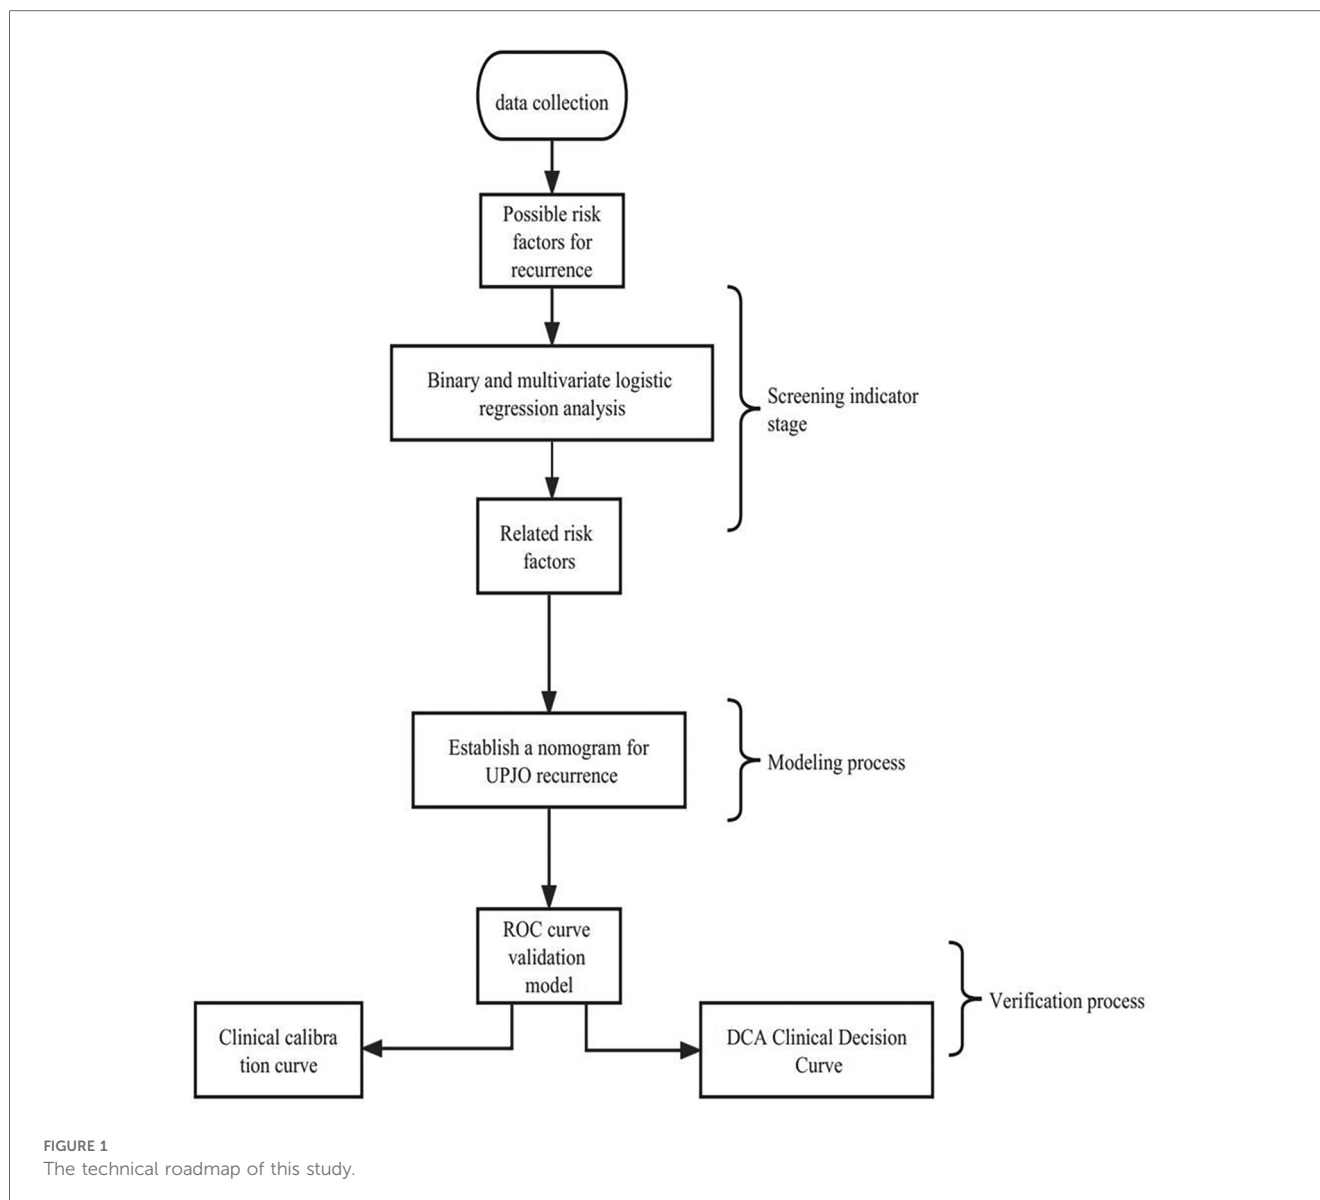 data collection
Possible risk
factors for
recurrence
Binary and multivariate logistic
regression analysis
Screening indicator
stage
Related risk
factors
Establish a nomogram for
UPJO recurrence
Modeling process
ROC curve
validation
model
Verification process
Clinical calibra
tion curve
DCA Clinical Decision
Curve
FIGURE 1
The technical roadmap of this study.